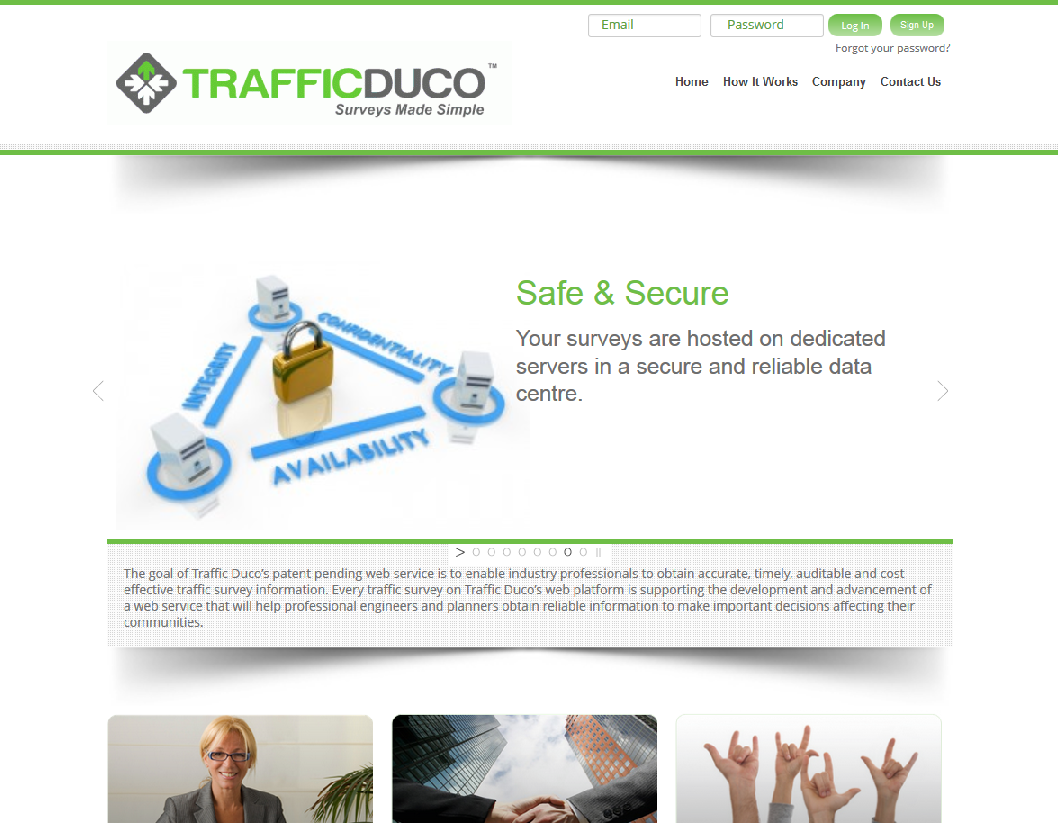 Email
Password
Log In
Sign Up
Forgot your password?
TRAFFICDUCO™
Surveys Made Simple
Home
How It Works
Company
Contact Us
Safe & Secure
Your surveys are hosted on dedicated
servers in a secure and reliable data
centre.
INTEGRITY
CONFIDENTIALITY
AVAILABILITY
The goal of Traffic Duco's patent pending web service is to enable industry professionals to obtain accurate, timely, auditable and cost
effective traffic survey information. Every traffic survey on Traffic Duco's web platform is supporting the development and advancement of
a web service that will help professional engineers and planners obtain reliable information to make important decisions affecting their
communities.